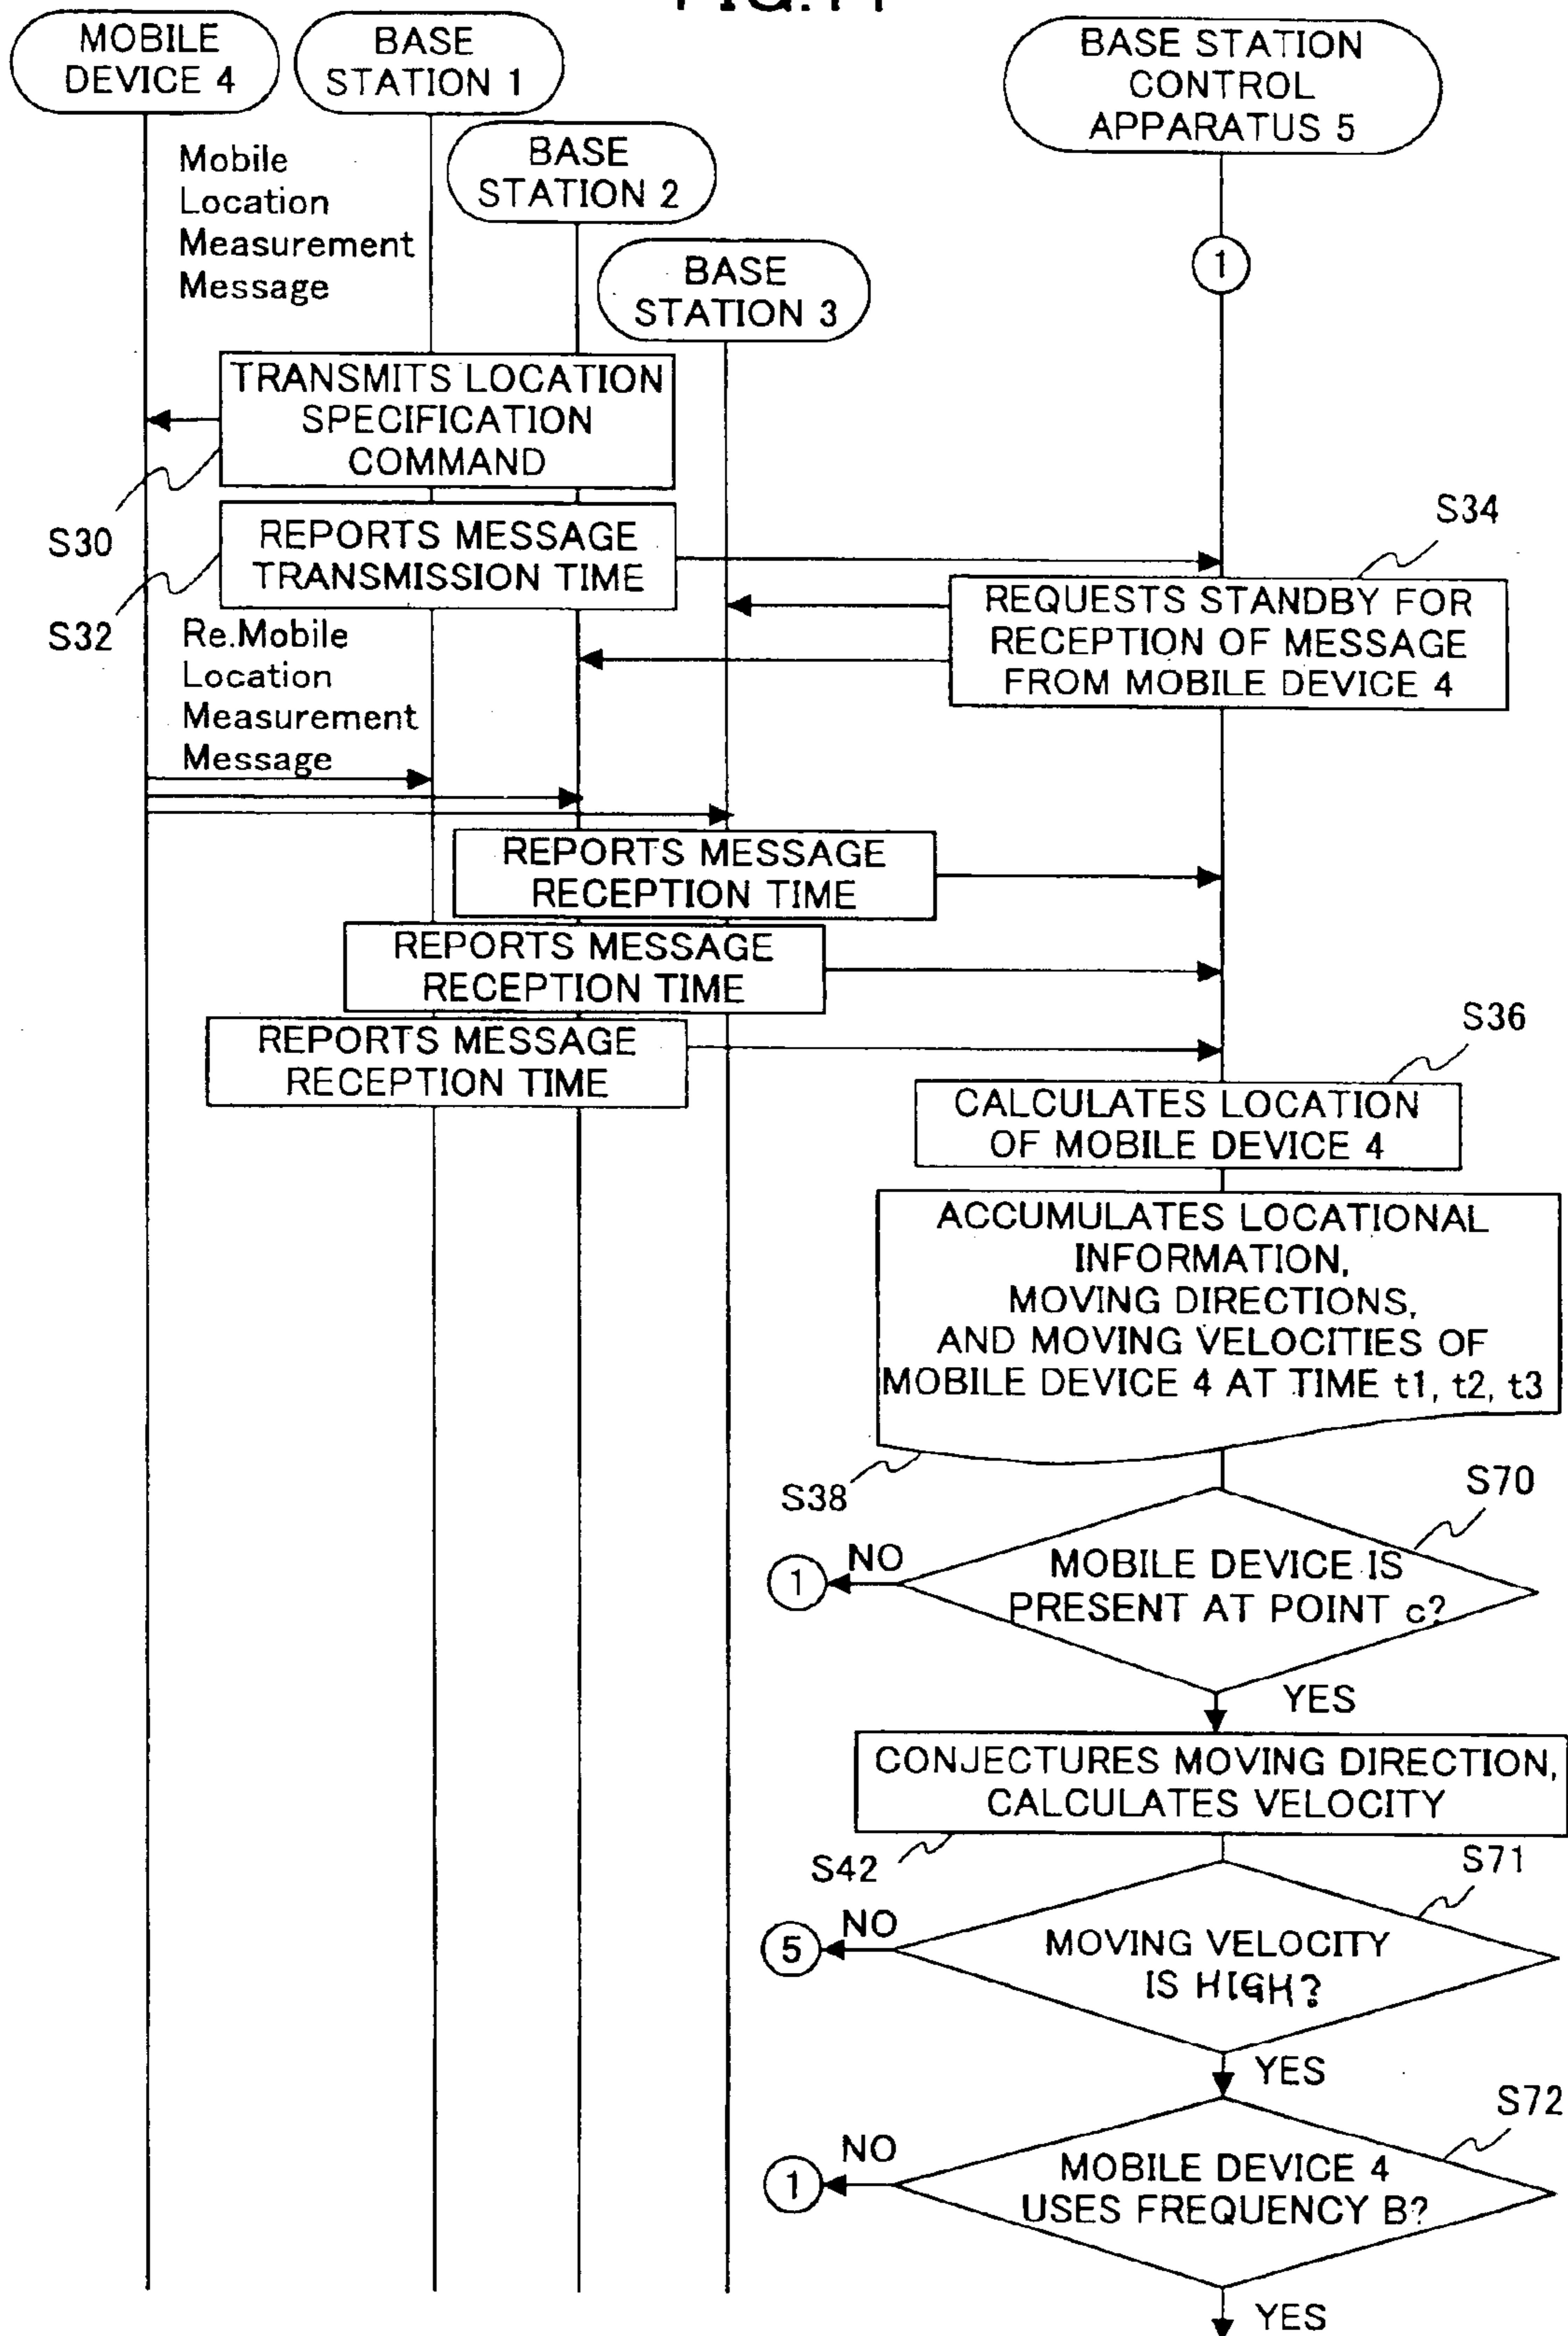 MOBILE
DEVICE 4
BASE
STATION 1
BASE STATION
CONTROL
APPARATUS 5
BASE
STATION 2
BASE
STATION 3
Mobile
Location
Measurement
Message
1
TRANSMITS LOCATION
SPECIFICATION
COMMAND
S30
REPORTS MESSAGE
TRANSMISSION TIME
S32
S34
REQUESTS STANDBY FOR
RECEPTION OF MESSAGE
FROM MOBILE DEVICE 4
Re.Mobile
Location
Measurement
Message
REPORTS MESSAGE
RECEPTION TIME
REPORTS MESSAGE
RECEPTION TIME
REPORTS MESSAGE
RECEPTION TIME
S36
CALCULATES LOCATION
OF MOBILE DEVICE 4
ACCUMULATES LOCATIONAL
INFORMATION,
MOVING DIRECTIONS,
AND MOVING VELOCITIES OF
MOBILE DEVICE 4 AT TIME t1, t2, t3
S38
S70
1
NO
MOBILE DEVICE IS
PRESENT AT POINT c?
YES
CONJECTURES MOVING DIRECTION,
CALCULATES VELOCITY
S42
S71
5
NO
MOVING VELOCITY
IS HIGH?
YES
S72
1
NO
MOBILE DEVICE 4
USES FREQUENCY B?
YES